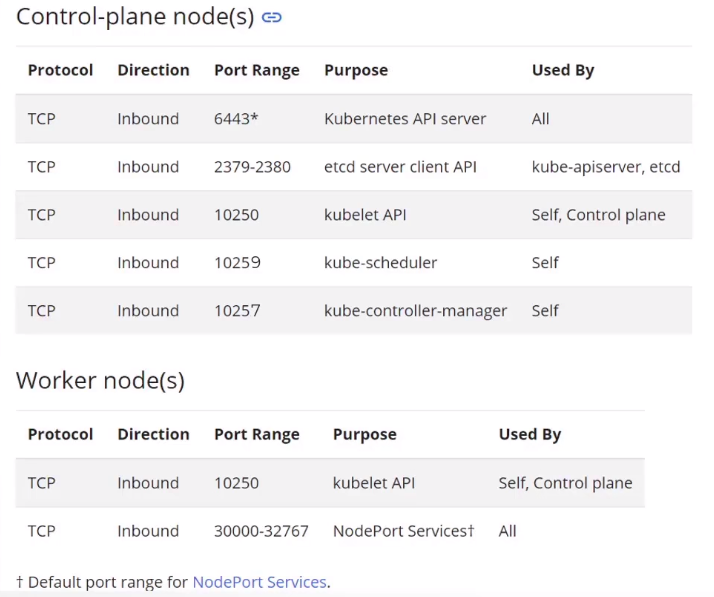 Control-plane node(s)
Protocol Direction Port Range Purpose Used By
TCP Inbound 6443* Kubernetes API server All
TCP Inbound 2379-2380 etcd server client API kube-apiserver, etcd
TCP Inbound 10250 kubelet API Self, Control plane
TCP Inbound 10259 kube-scheduler Self
TCP Inbound 10257 kube-controller-manager Self
Worker node(s)
Protocol Direction Port Range Purpose Used By
TCP Inbound 10250 kubelet API Self, Control plane
TCP Inbound 30000-32767 NodePort Services† All
† Default port range for NodePort Services.